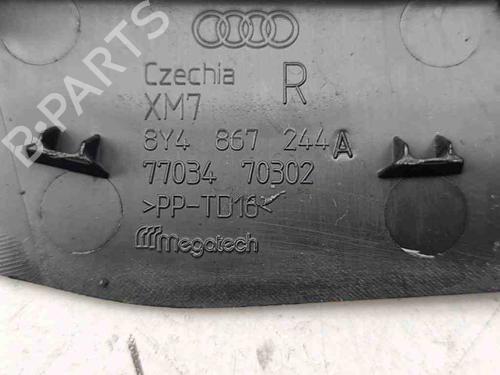 B-PARTS
Czechia R
XM7
8Y4 867 244 A
77034 70302
>PP-TD16<
megatech